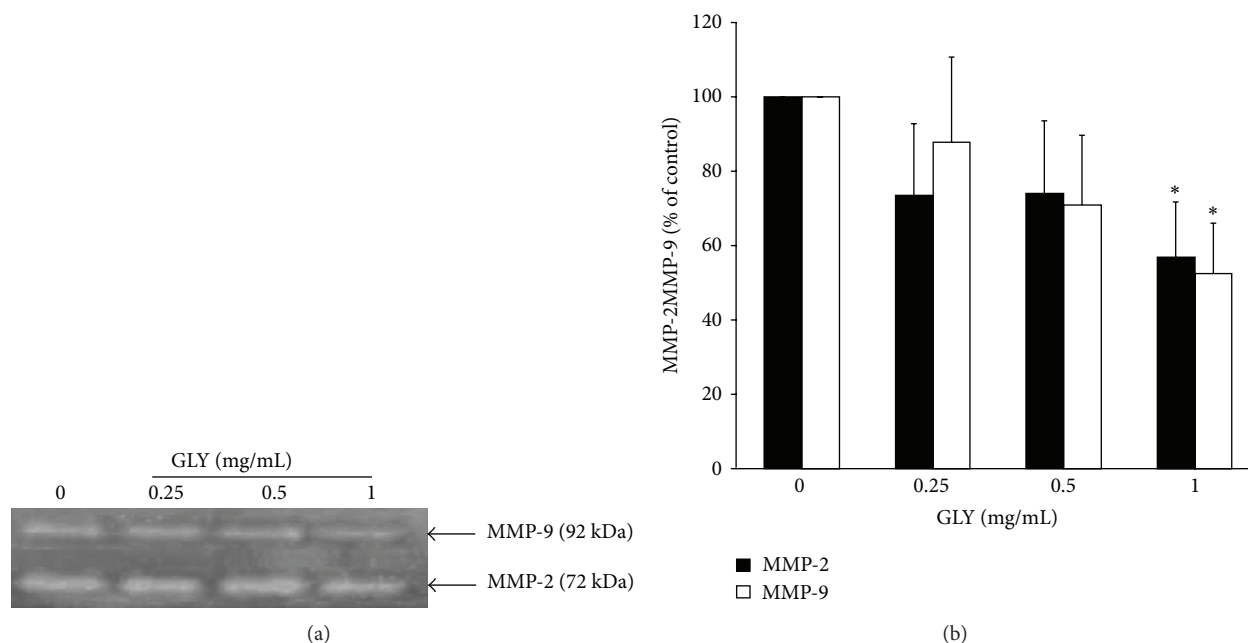 GLY (mg/mL)
0 0.25 0.5 1
MMP-9 (92 kDa)
MMP-2 (72 kDa)
(a)
MMP-2MMP-9 (% of control)
120
100
80
60
40
20
0
* *
0 0.25 0.5 1
GLY (mg/mL)
MMP-2
MMP-9
(b)